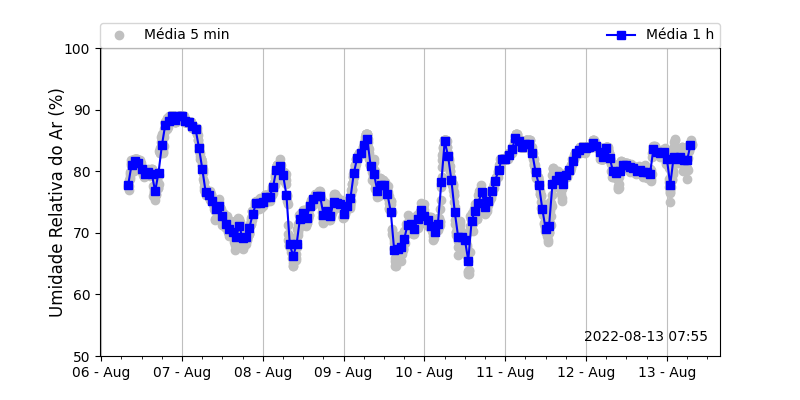 Média 5 min
Média 1 h
Umidade Relativa do Ar (%)
100
90
80
70
60
50
2022-08-13 07:55
06 - Aug
07 - Aug
08 - Aug
09 - Aug
10 - Aug
11 - Aug
12 - Aug
13 - Aug